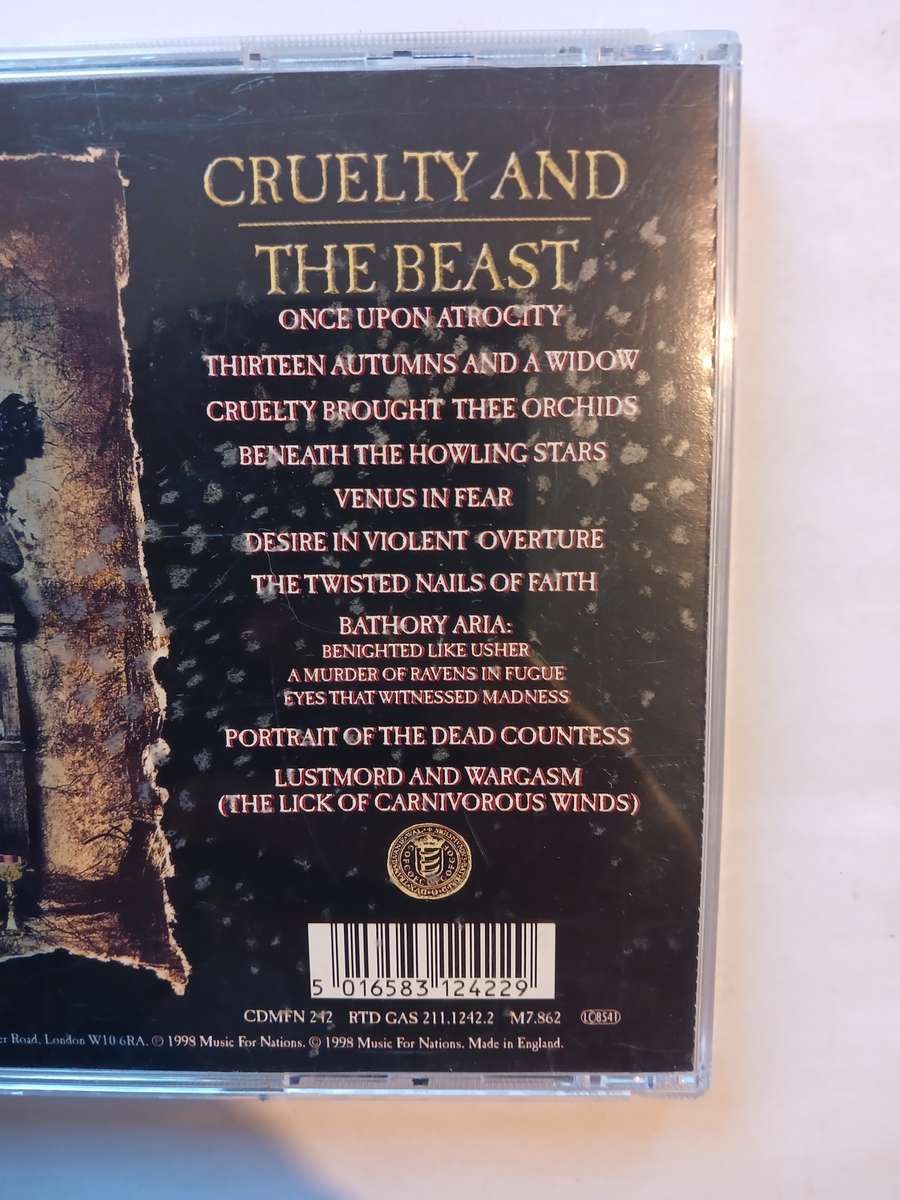 CRUELTY AND
THE BEAST
ONCE UPON ATROCITY
THIRTEEN AUTUMNS AND A WIDOW
CRUELTY BROUGHT THEE ORCHIDS
BENEATH THE HOWLING STARS
VENUS IN FEAR
DESIRE IN VIOLENT OVERTURE
THE TWISTED NAILS OF FAITH
BATHORY ARIA:
BENIGHTED LIKE USHER
A MURDER OF RAVENS IN FUGUE
EYES THAT WITNESSED MADNESS
PORTRAIT OF THE DEAD COUNTESS
LUSTMORD AND WARGASM
(THE LICK OF CARNIVOROUS WINDS)
5 016583 124229
CDMFN 242 RTD GAS 211.1242.2 M7.862 LC8541
Road, London W10 6RA. ℗ 1998 Music For Nations. © 1998 Music For Nations. Made in England.